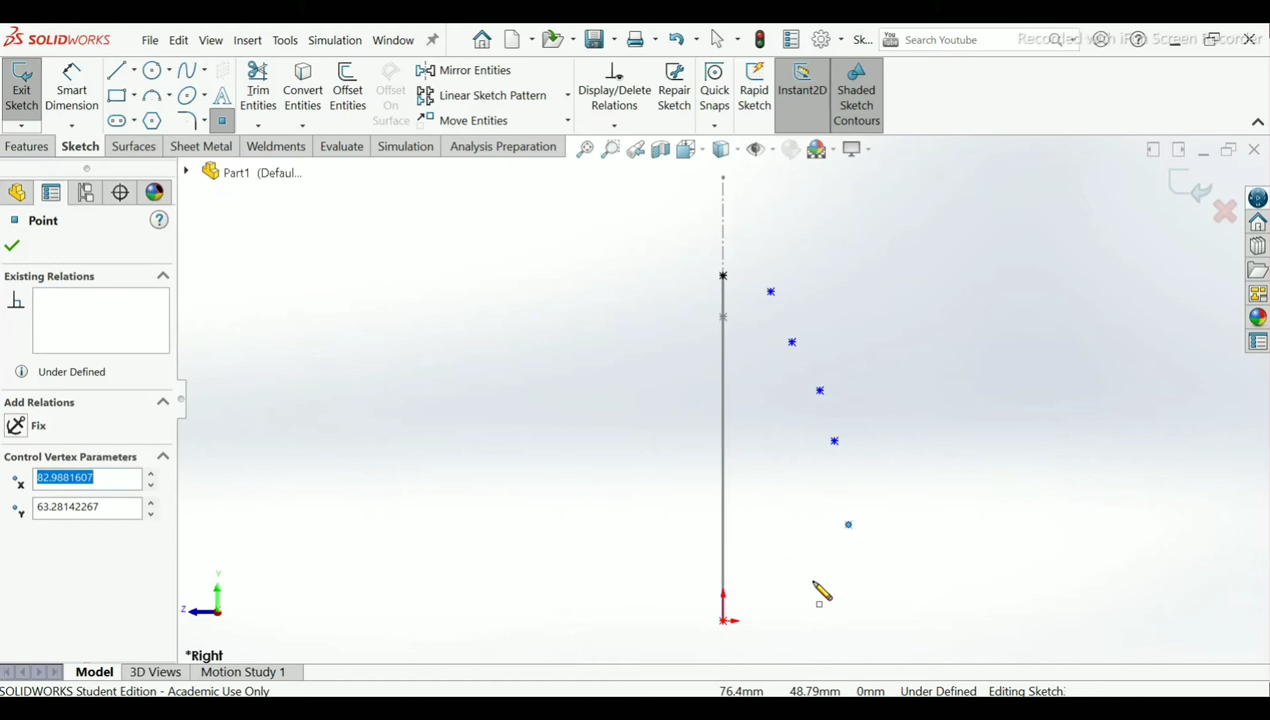 SOLIDWORKS File Edit View Insert Tools Simulation Window Sk... Search Youtube
Exit Sketch
Smart Dimension
Trim Entities
Convert Entities
Offset Entities
Offset On Surface
Mirror Entities
Linear Sketch Pattern
Move Entities
Display/Delete Relations
Repair Sketch
Quick Snaps
Rapid Sketch
Instant2D
Shaded Sketch Contours
Features Sketch Surfaces Sheet Metal Weldments Evaluate Simulation Analysis Preparation
Part1 (Defaul...
Point
Existing Relations
Under Defined
Add Relations
Fix
Control Vertex Parameters
X 82.9881607
Y 63.28142267
Y
Z
*Right
Model 3D Views Motion Study 1
SOLIDWORKS Student Edition - Academic Use Only 76.4mm 48.79mm 0mm Under Defined Editing Sketch